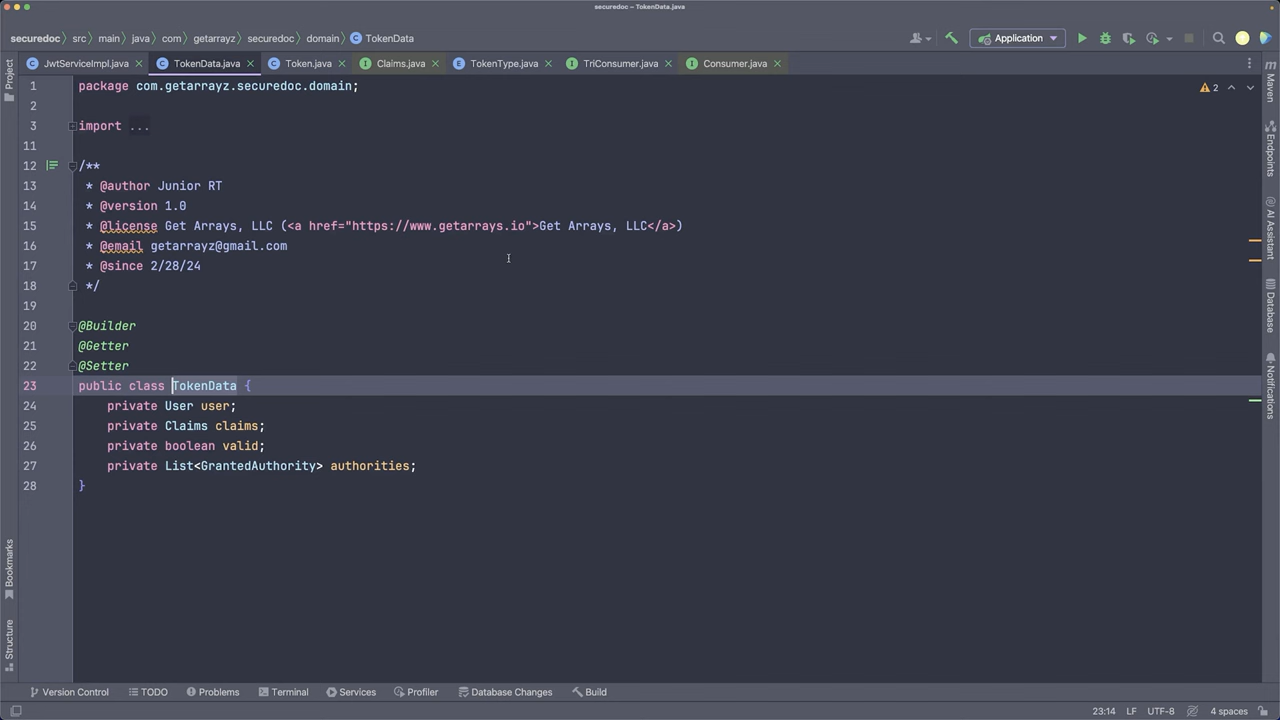 securedoc – TokenData.java
securedoc src main java com getarrayz securedoc domain TokenData
Application
JwtServiceImpl.java TokenData.java Token.java Claims.java TokenType.java TriConsumer.java Consumer.java
Project
Bookmarks
Structure
Maven
Endpoints
AI Assistant
Database
Notifications
2
1 package com.getarrayz.securedoc.domain;
2
3 import ...
11
12 /**
13 * @author Junior RT
14 * @version 1.0
15 * @license Get Arrays, LLC (<a href="https://www.getarrays.io">Get Arrays, LLC</a>)
16 * @email getarrayz@gmail.com
17 * @since 2/28/24
18 */
19
20 @Builder
21 @Getter
22 @Setter
23 public class TokenData {
24 private User user;
25 private Claims claims;
26 private boolean valid;
27 private List<GrantedAuthority> authorities;
28 }
Version Control TODO Problems Terminal Services Profiler Database Changes Build
23:14 LF UTF-8 4 spaces